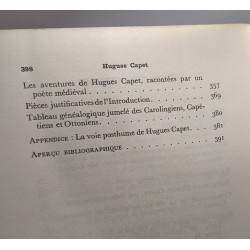 398 Hugues Capet
Les aventures de Hugues Capet, racontées par un
poète médiéval . . . . . . . . . . . . . . . . 357
Pièces justificatives de l'Introduction. . . . . . . . . 369
Tableau généalogique jumelé des Carolingiens, Capé-
tiens et Ottoniens . . . . . . . . . . . . . . . 380
Appendice : La voie posthume de Hugues Capet. . . . 381
Aperçu bibliographique . . . . . . . . . . . . . 391